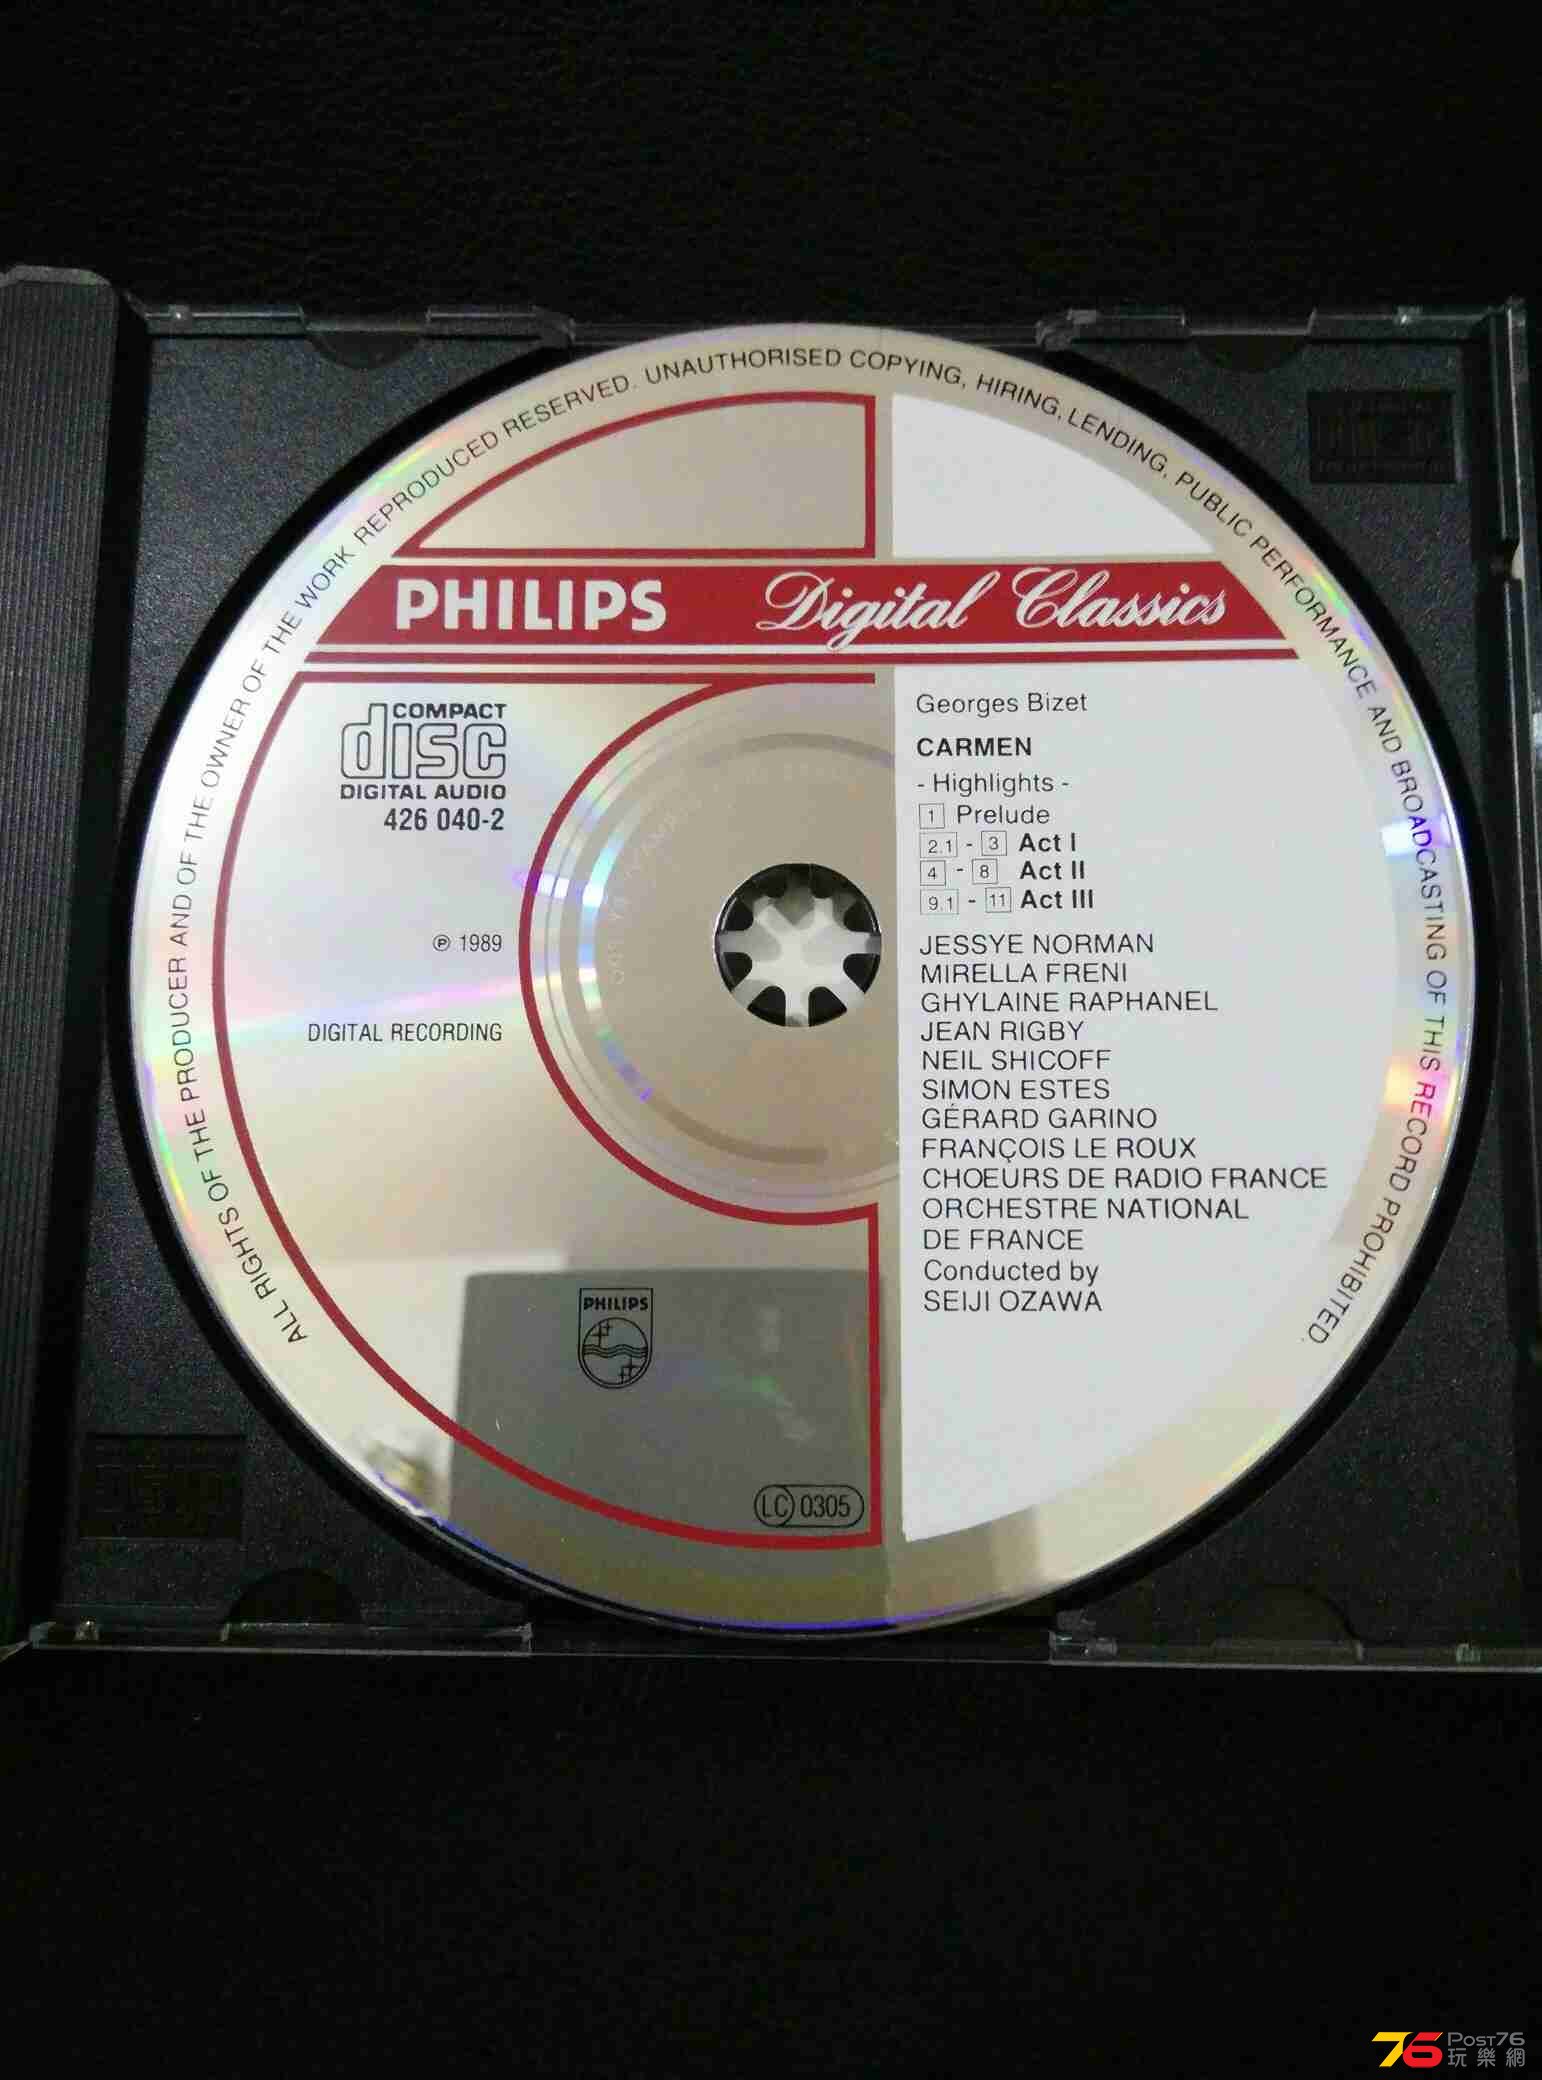 ALL RIGHTS OF THE PRODUCER AND OF THE OWNER OF THE WORK REPRODUCED RESERVED. UNAUTHORISED COPYING, HIRING, LENDING, PUBLIC PERFORMANCE AND BROADCASTING OF THIS RECORD PROHIBITED.
PHILIPS Digital Classics
COMPACT
disc
DIGITAL AUDIO
426 040-2
℗ 1989
DIGITAL RECORDING
PHILIPS
LC 0305
Georges Bizet
CARMEN
- Highlights -
1 Prelude
2.1 - 3 Act I
4 - 8 Act II
9.1 - 11 Act III
JESSYE NORMAN
MIRELLA FRENI
GHYLAINE RAPHANEL
JEAN RIGBY
NEIL SHICOFF
SIMON ESTES
GÉRARD GARINO
FRANÇOIS LE ROUX
CHOEURS DE RADIO FRANCE
ORCHESTRE NATIONAL
DE FRANCE
Conducted by
SEIJI OZAWA
76 POST76
玩樂網